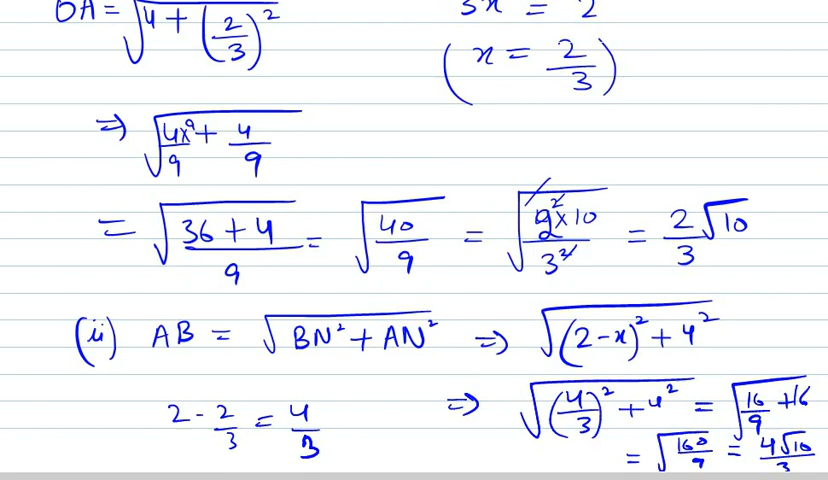 OA = √(4 + (2/3)²)
3x = 2
(x = 2/3)
⇒ √(4x9/9 + 4/9)
= √((36 + 4)/9) = √(40/9) = √((2² x 10)/3²) = 2/3 √10
(ii) AB = √(BN² + AN²) ⇒ √((2-x)² + 4²)
2 - 2/3 = 4/3
⇒ √((4/3)² + 4²) = √(16/9 + 16)
= √(160/9) = 4√10/3